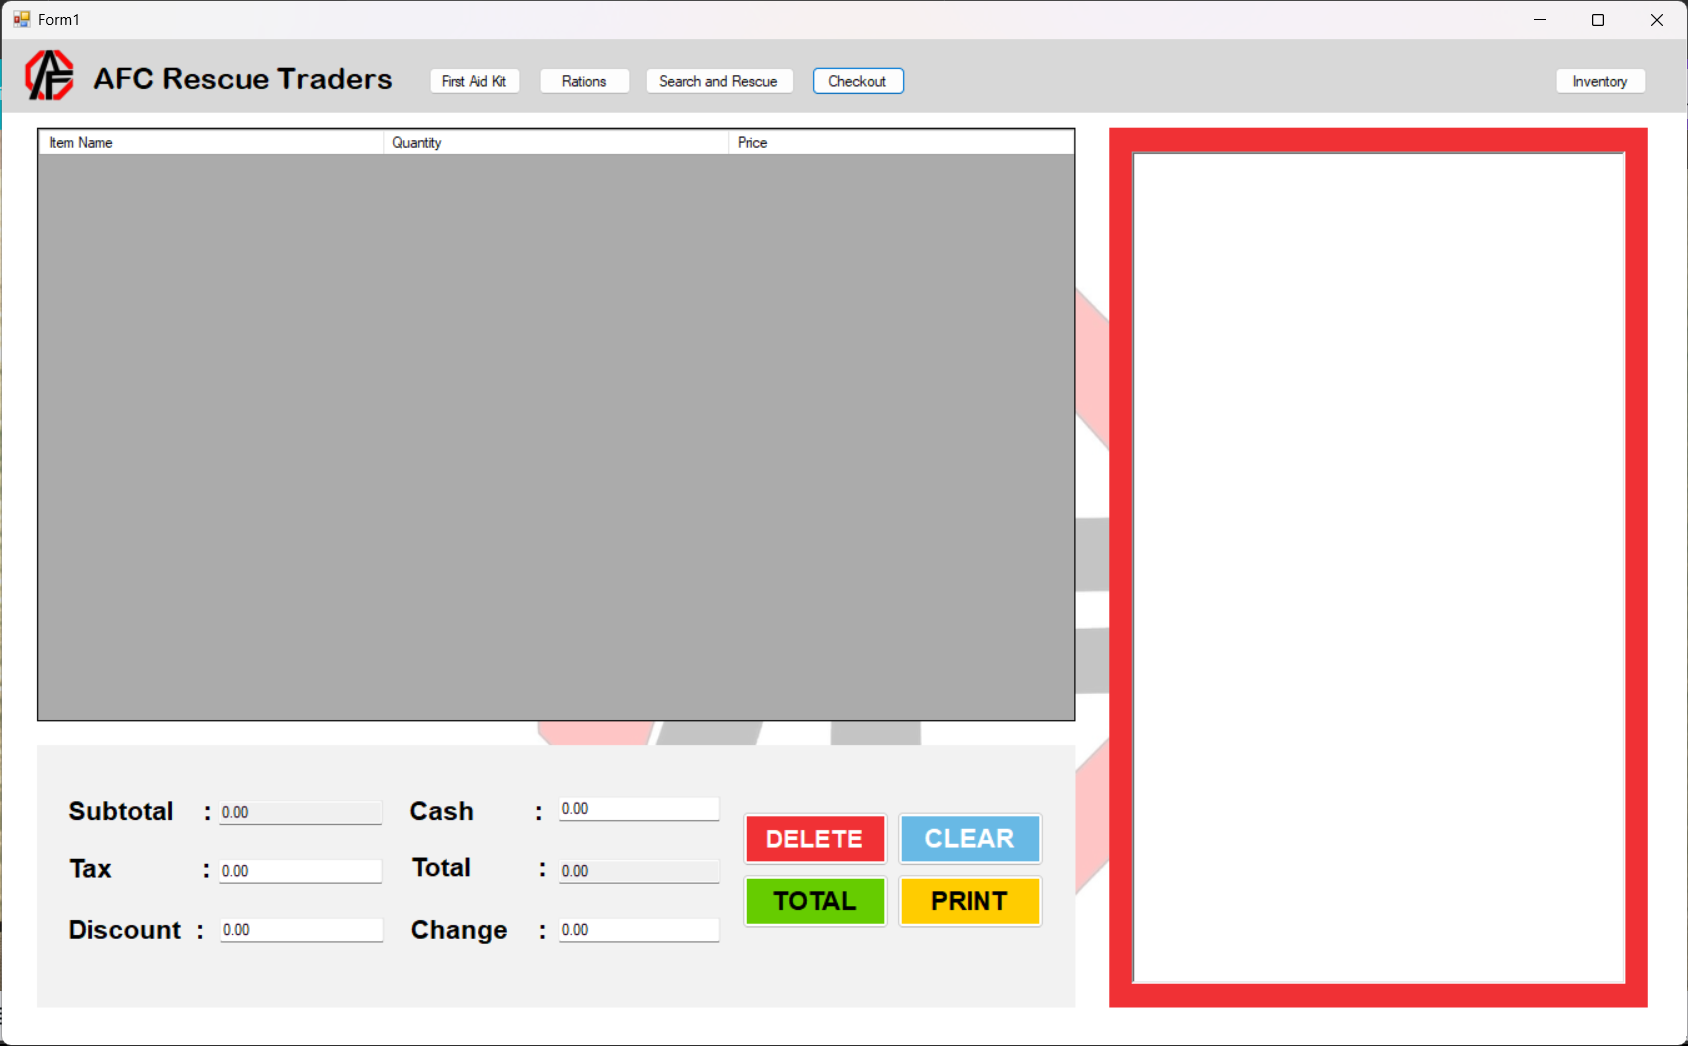 Form1
AFC Rescue Traders First Aid Kit Rations Search and Rescue Checkout Inventory
Item Name Quantity Price
Subtotal : 0.00 Cash : 0.00
Tax : 0.00 Total : 0.00
Discount : 0.00 Change : 0.00
DELETE CLEAR
TOTAL PRINT